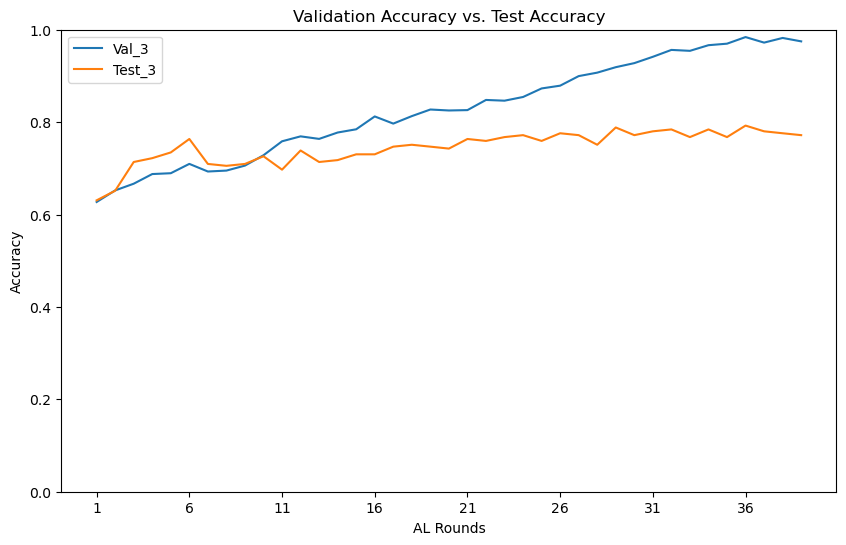 Validation Accuracy vs. Test Accuracy
Val_3
Test_3
Accuracy
1.0
0.8
0.6
0.4
0.2
0.0
1 6 11 16 21 26 31 36
AL Rounds